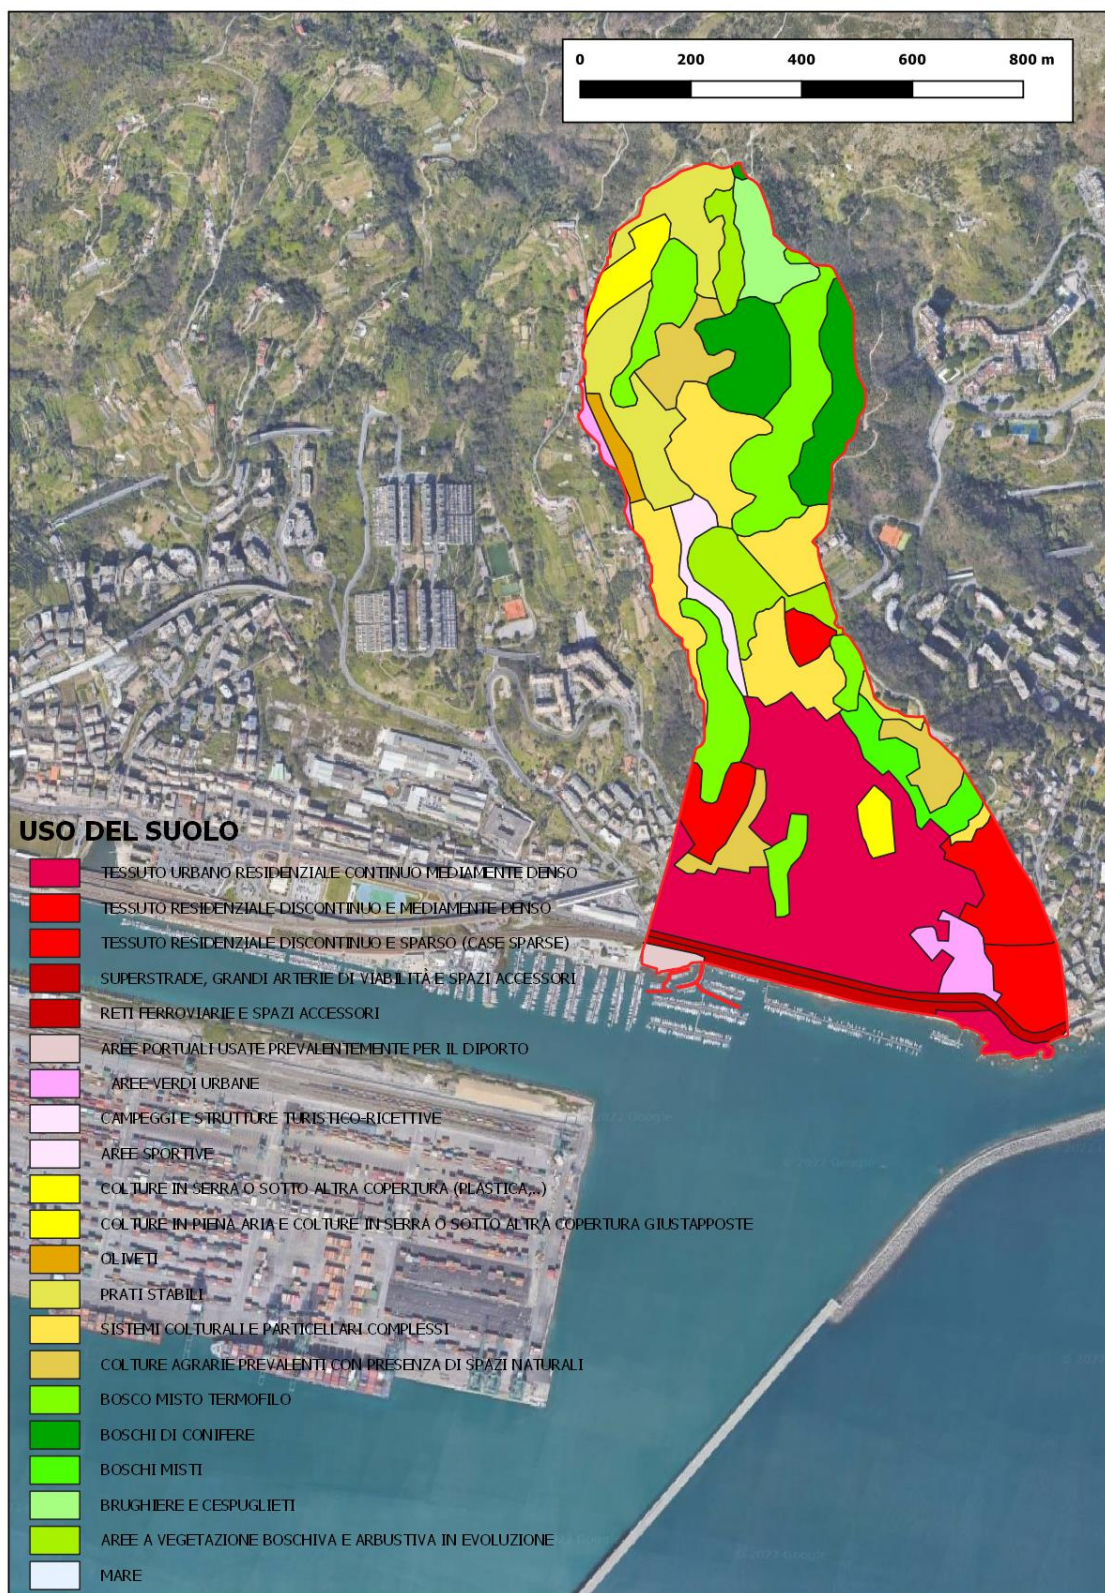 0 200 400 600 800 m
USO DEL SUOLO
TESSUTO URBANO RESIDENZIALE CONTINUO MEDIAMENTE DENSO
TESSUTO RESIDENZIALE DISCONTINUO E MEDIAMENTE DENSO
TESSUTO RESIDENZIALE DISCONTINUO E SPARSO (CASE SPARSE)
SUPERSTRADE, GRANDI ARTERIE DI VIABILITÀ E SPAZI ACCESSORI
RETI FERROVIARIE E SPAZI ACCESSORI
AREE PORTUALI USATE PREVALENTEMENTE PER IL DIPORTO
AREE VERDI URBANE
CAMPEGGI E STRUTTURE TURISTICO-RICETTIVE
AREE SPORTIVE
COLTURE IN SERRA O SOTTO ALTRA COPERTURA (PLASTICA,..)
COLTURE IN PIENA ARIA E COLTURE IN SERRA O SOTTO ALTRA COPERTURA GIUSTAPPOSTE
OLIVETI
PRATI STABILI
SISTEMI COLTURALI E PARTICELLARI COMPLESSI
COLTURE AGRARIE PREVALENTI CON PRESENZA DI SPAZI NATURALI
BOSCO MISTO TERMOFILO
BOSCHI DI CONIFERE
BOSCHI MISTI
BRUGHIERE E CESPUGLIETI
AREE A VEGETAZIONE BOSCHIVA E ARBUSTIVA IN EVOLUZIONE
MARE